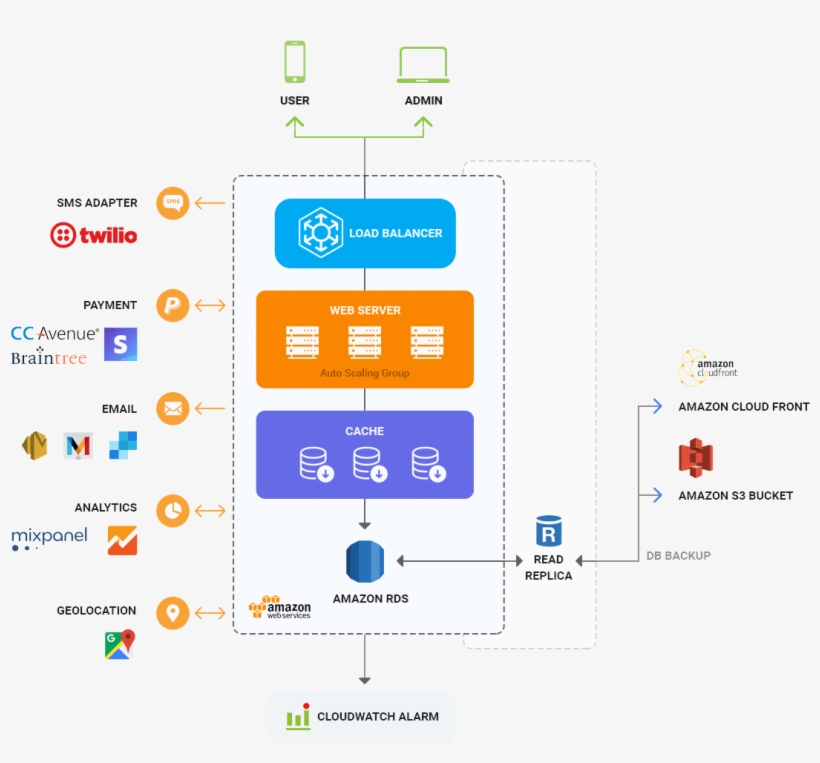 USER
ADMIN
SMS ADAPTER
sms
twilio
LOAD BALANCER
PAYMENT
P
CCAvenue®
S
Braintree
WEB SERVER
Auto Scaling Group
EMAIL
M
CACHE
amazon
cloudfront
AMAZON CLOUD FRONT
AMAZON S3 BUCKET
ANALYTICS
mixpanel
R
READ
REPLICA
DB BACKUP
AMAZON RDS
GEOLOCATION
G
amazon
webservices
CLOUDWATCH ALARM